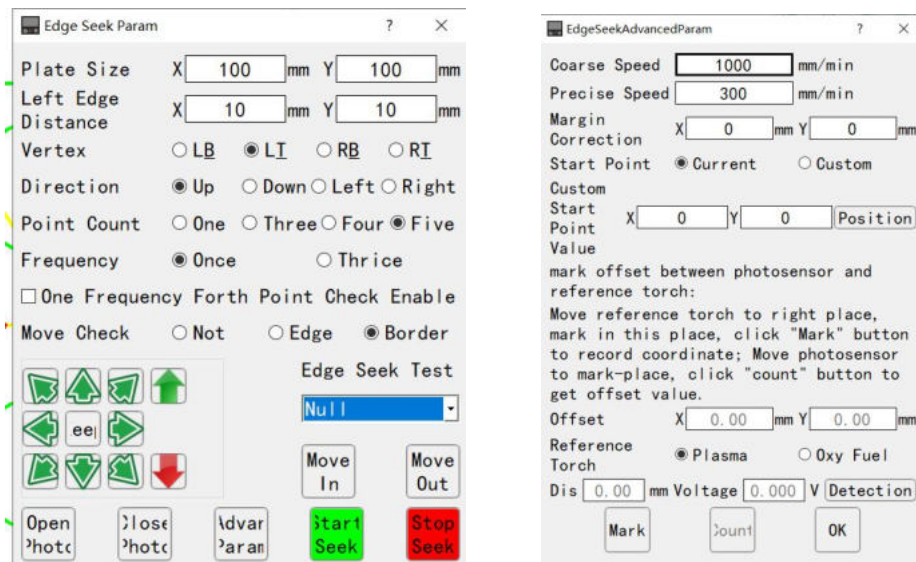 Edge Seek Param ? ×
Plate Size X 100 mm Y 100 mm
Left Edge
Distance X 10 mm Y 10 mm
Vertex LB LT RB RT
Direction Up Down Left Right
Point Count One Three Four Five
Frequency Once Thrice
One Frequency Forth Point Check Enable
Move Check Not Edge Border
Edge Seek Test
Null
Move
In
Move
Out
Open
Start
Seek
Stop
Seek
EdgeSeekAdvancedParam ? ×
Coarse Speed 1000 mm/min
Precise Speed 300 mm/min
Margin
Correction X 0 mm Y 0 mm
Start Point Current Custom
Custom
Start
Point
Value X 0 Y 0 Position
mark offset between photosensor and
reference torch:
Move reference torch to right place,
mark in this place, click "Mark" button
to record coordinate; Move photosensor
to mark-place, click "count" button to
get offset value.
Offset X 0.00 mm Y 0.00 mm
Reference
Torch Plasma Oxy Fuel
Dis 0.00 mm Voltage 0.000 V Detection
Mark
OK